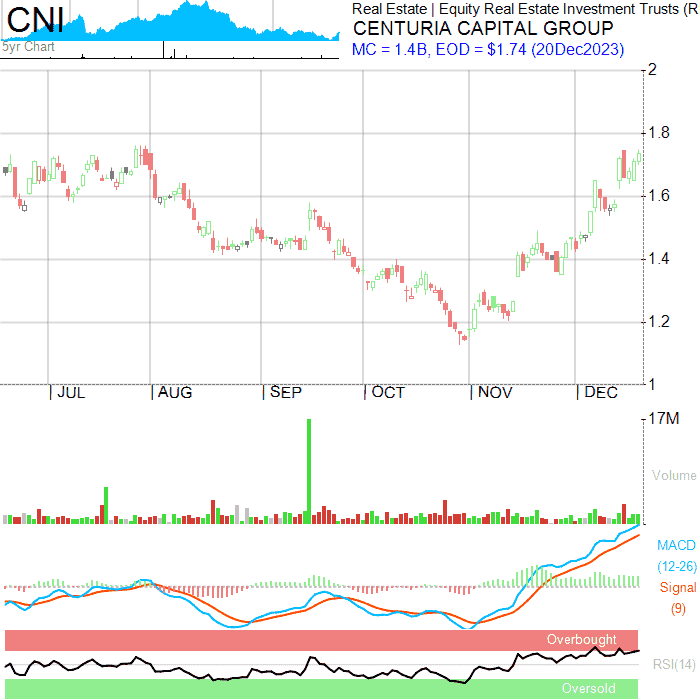 CNI
5yr Chart
Real Estate | Equity Real Estate Investment Trusts (R
CENTURIA CAPITAL GROUP
MC = 1.4B, EOD = $1.74 (20Dec2023)
2
1.8
1.6
1.4
1.2
1
JUL AUG SEP OCT NOV DEC
17M
Volume
MACD
(12-26)
Signal
(9)
Overbought
RSI(14)
Oversold